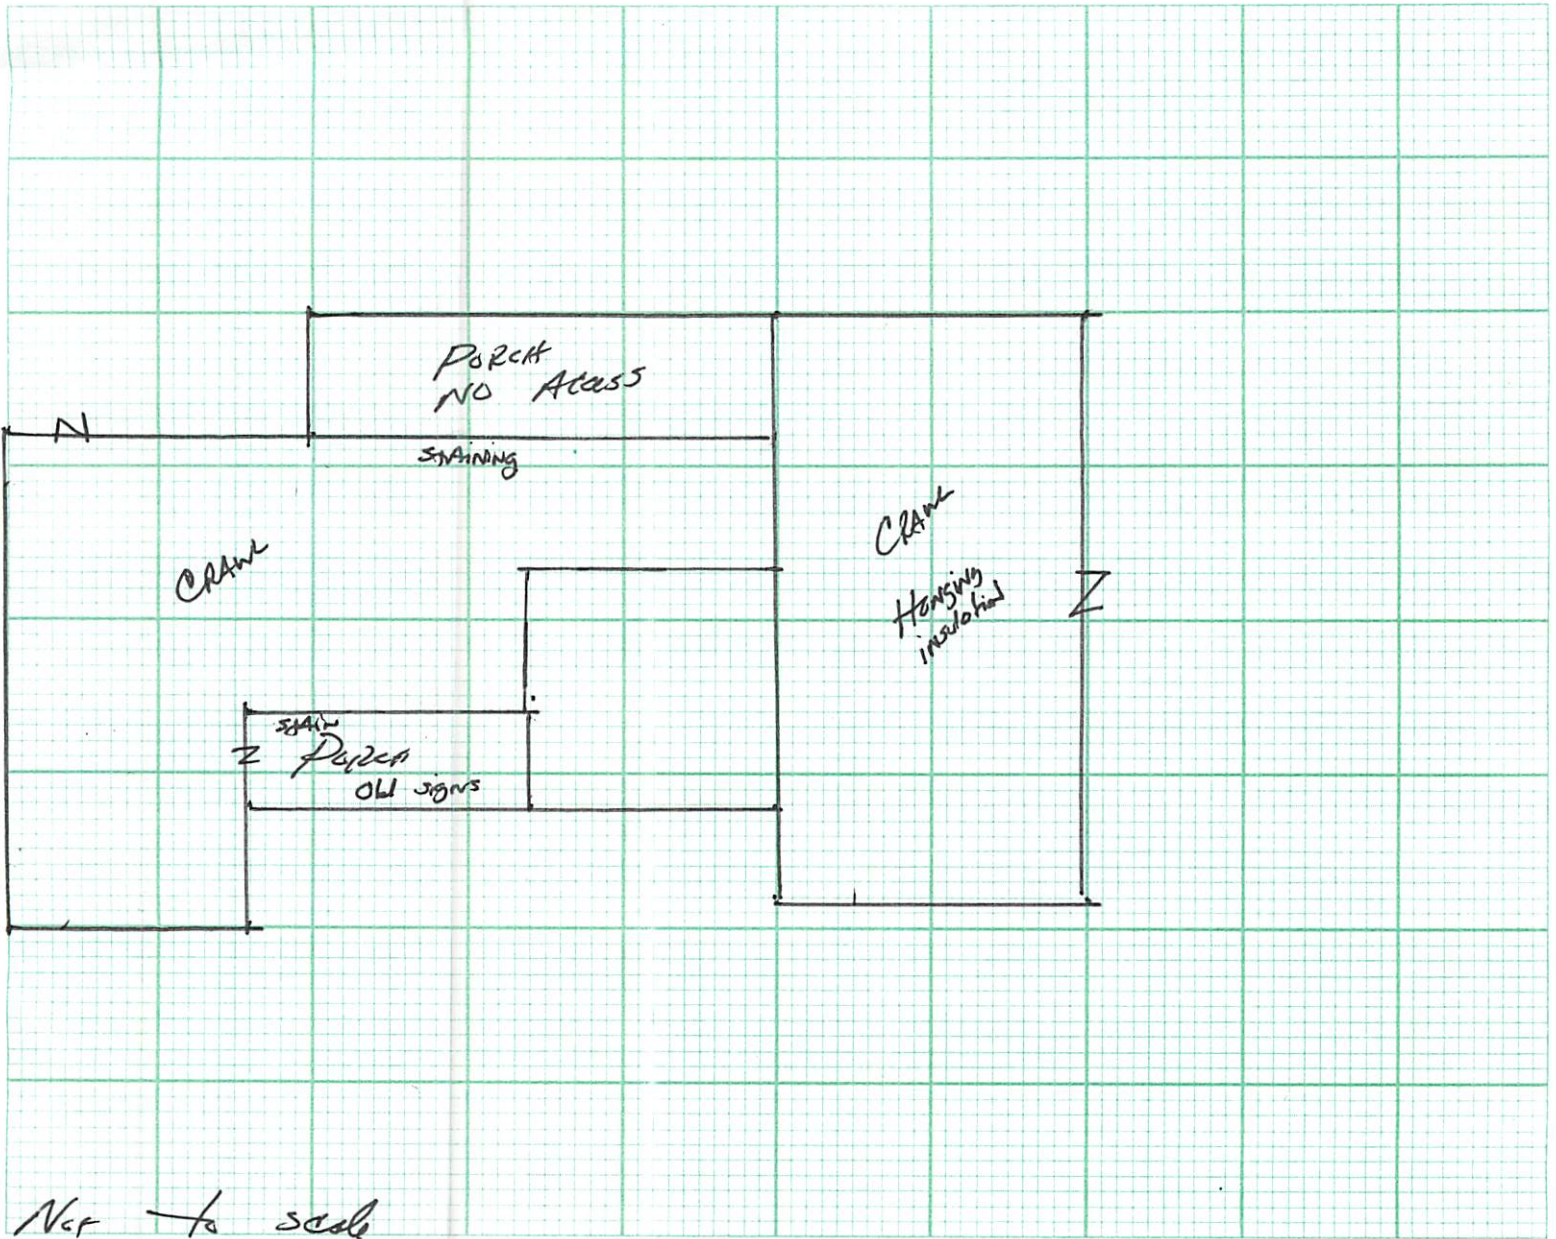 PORCH
NO Access
N
staining
CRAWL
CRAWL
Hanging
insulation
Z
stain
Z
Porch
Old signs
Not to scale